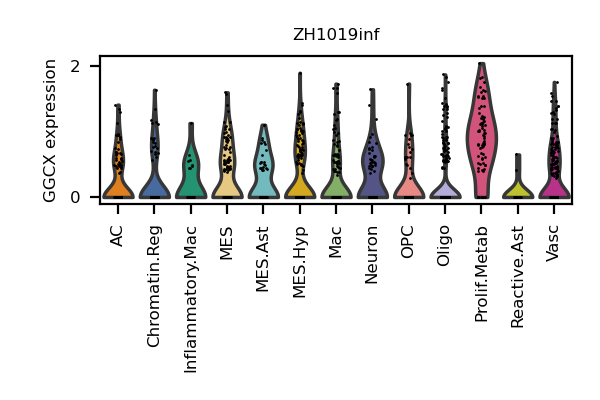 ZH1019inf
GGCX expression
2
0
AC
Chromatin.Reg
Inflammatory.Mac
MES
MES.Ast
MES.Hyp
Mac
Neuron
OPC
Oligo
Prolif.Metab
Reactive.Ast
Vasc